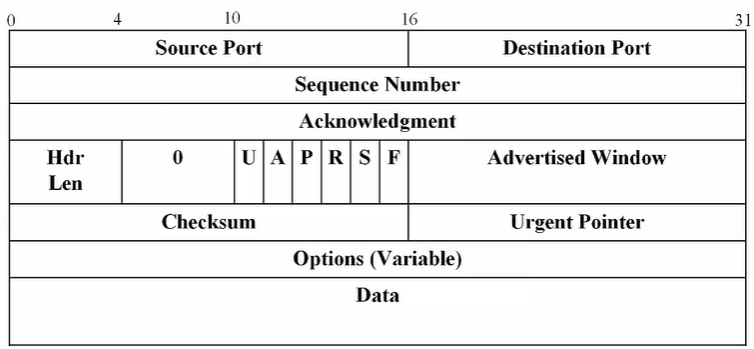 0 4 10 16 31
Source Port Destination Port
Sequence Number
Acknowledgment
Hdr 0 U A P R S F Advertised Window
Len
Checksum Urgent Pointer
Options (Variable)
Data